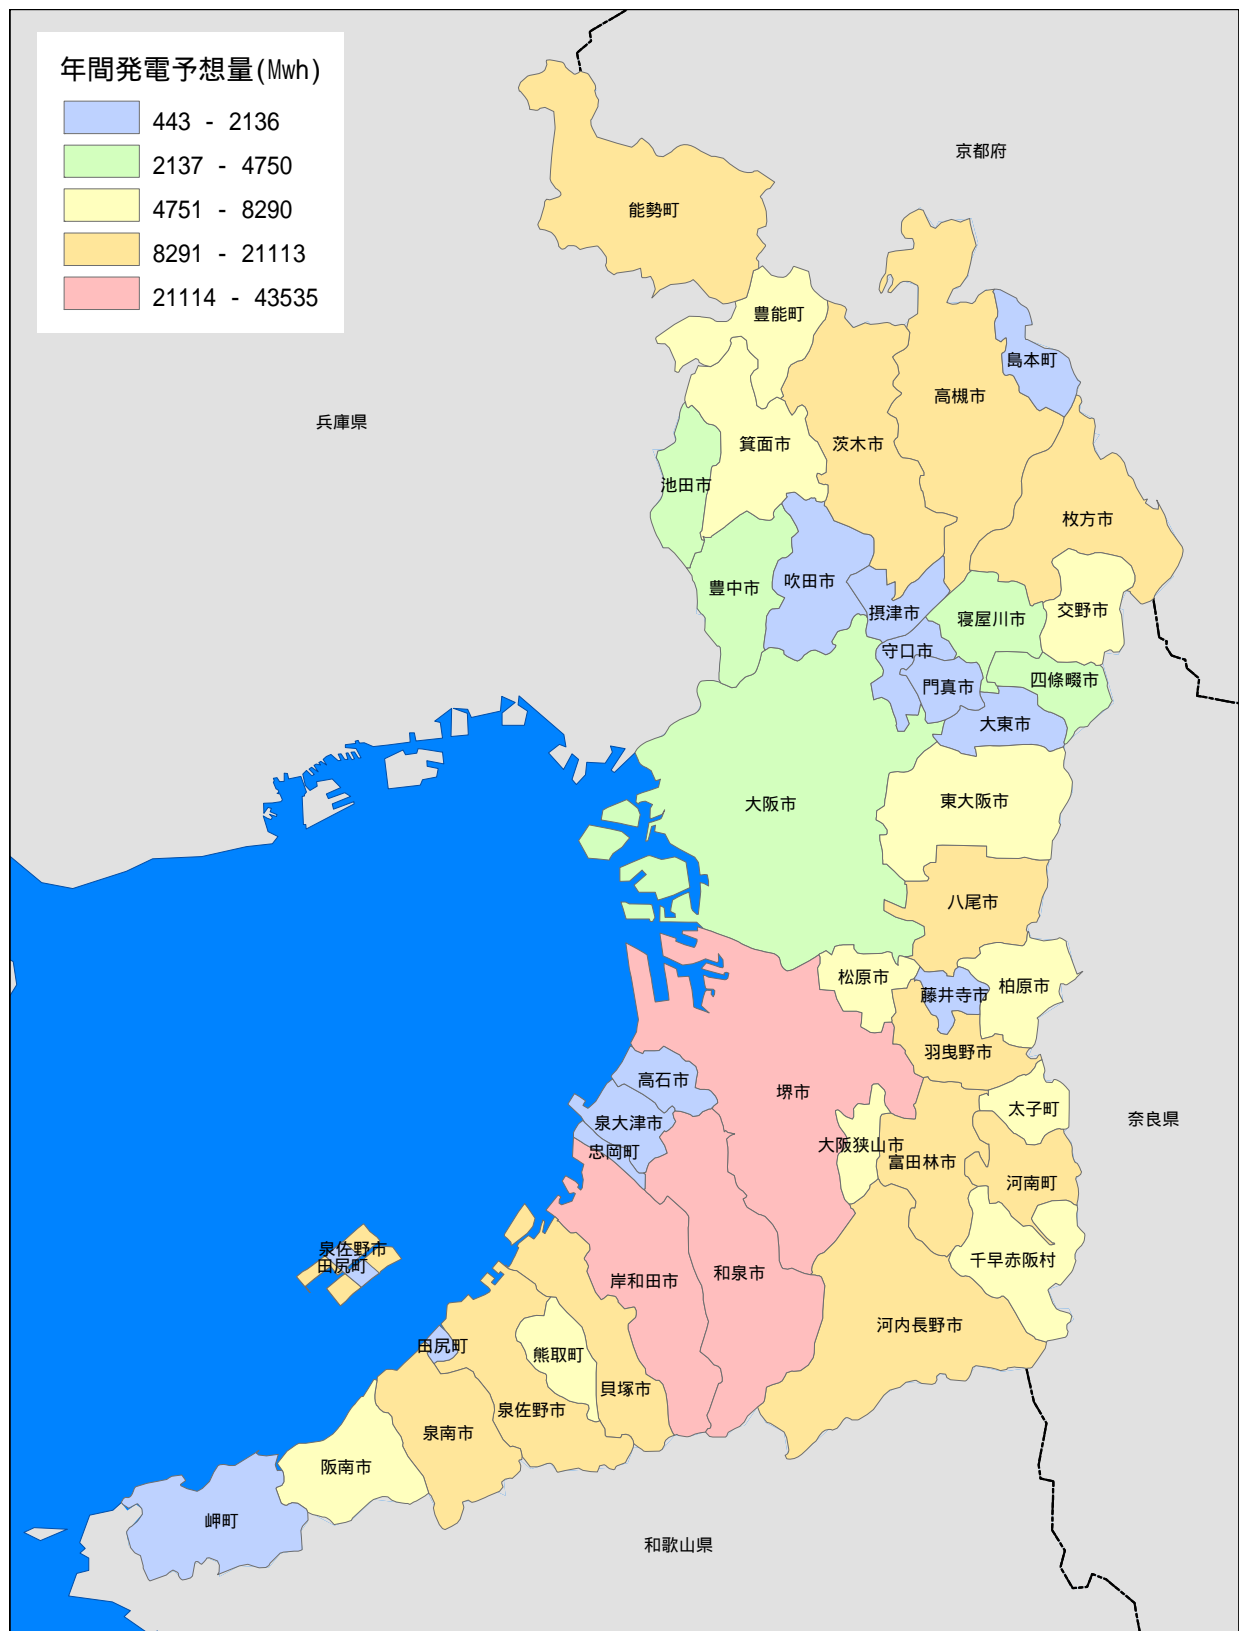 年間発電予想量(Mwh)
443 - 2136
2137 - 4750
4751 - 8290
8291 - 21113
21114 - 43535
京都府
能勢町
豊能町
島本町
高槻市
兵庫県
箕面市
茨木市
池田市
枚方市
豊中市
吹田市
摂津市
交野市
寝屋川市
守口市
四條畷市
門真市
大東市
大阪市
東大阪市
八尾市
松原市
柏原市
藤井寺市
羽曳野市
高石市
堺市
太子町
奈良県
泉大津市
大阪狭山市
忠岡町
富田林市
河南町
泉佐野市
田尻町
千早赤阪村
和泉市
岸和田市
河内長野市
田尻町
熊取町
貝塚市
泉佐野市
泉南市
阪南市
岬町
和歌山県